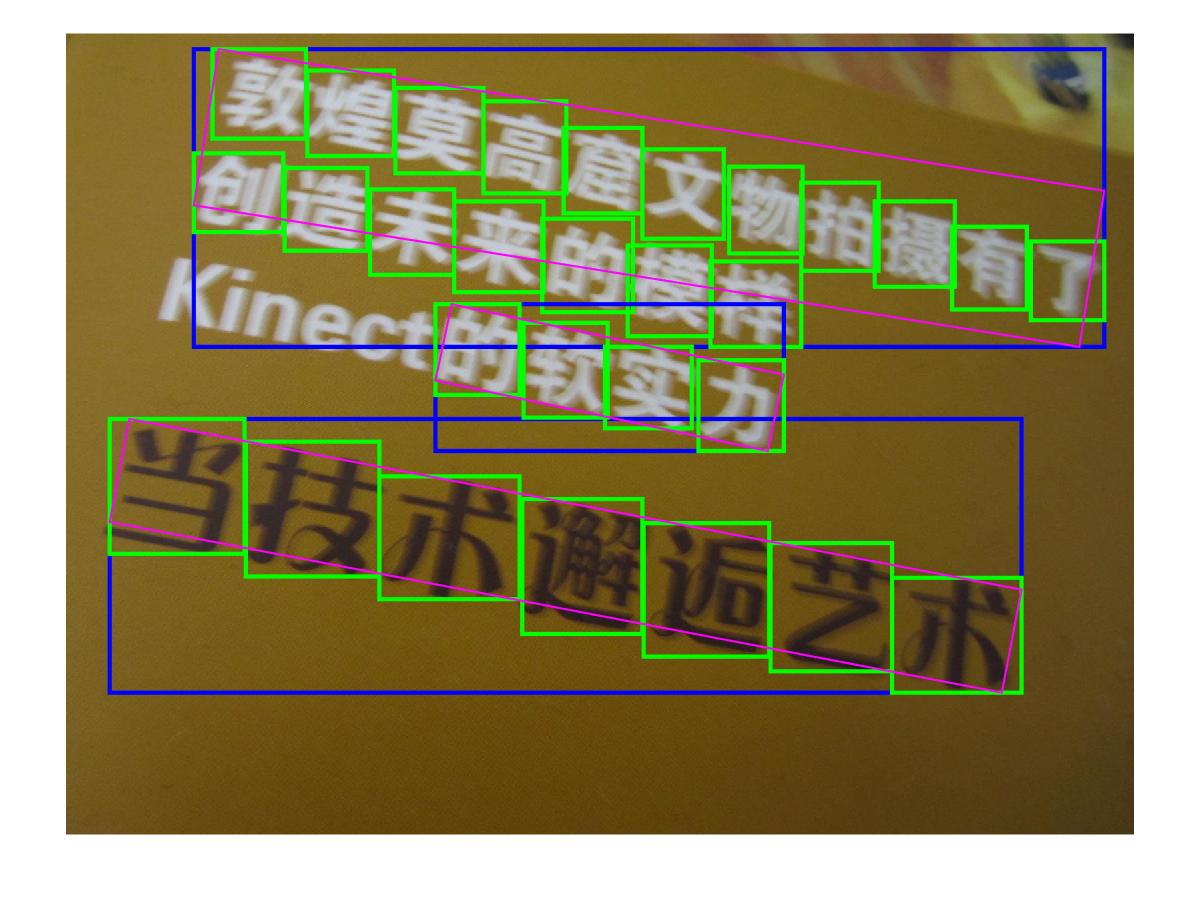 敦煌莫高窟文物拍摄有了
创造未来的模样
Kinect的软实力
当技术邂逅艺术